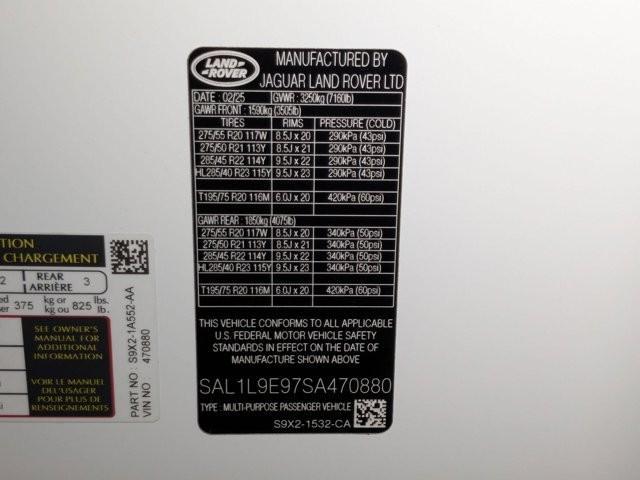 LAND-
-ROVER
MANUFACTURED BY
JAGUAR LAND ROVER LTD
DATE : 02/25 GVWR : 3250kg (7160lb)
GAWR FRONT : 1590kg (3505lb)
TIRES RIMS PRESSURE (COLD)
275/55 R20 117W 8.5J x 20 290kPa (43psi)
275/50 R21 113Y 8.5J x 21 290kPa (43psi)
285/45 R22 114Y 9.5J x 22 290kPa (43psi)
HL285/40 R23 115Y 9.5J x 23 290kPa (43psi)
T195/75 R20 116M 6.0J x 20 420kPa (60psi)
GAWR REAR : 1850kg (4075lb)
275/55 R20 117W 8.5J x 20 340kPa (50psi)
275/50 R21 113Y 8.5J x 21 340kPa (50psi)
285/45 R22 114Y 9.5J x 22 340kPa (50psi)
HL285/40 R23 115Y 9.5J x 23 340kPa (50psi)
T195/75 R20 116M 6.0J x 20 420kPa (60psi)
THIS VEHICLE CONFORMS TO ALL APPLICABLE
U.S. FEDERAL MOTOR VEHICLE SAFETY
STANDARDS IN EFFECT ON THE DATE OF
MANUFACTURE SHOWN ABOVE
SAL1L9E97SA470880
TYPE : MULTI-PURPOSE PASSENGER VEHICLE
S9X2-1532-CA
TION
CHARGEMENT
2 REAR 3
ARRIÈRE
375 kg or 825 lbs.
kg ou lb.
SEE OWNER'S
MANUAL FOR
ADDITIONAL
INFORMATION
VOIR LE MANUEL
DE L'USAGER
POUR PLUS DE
RENSEIGNEMENTS
PART NO : S9X2-1A552-AA
VIN NO 470880